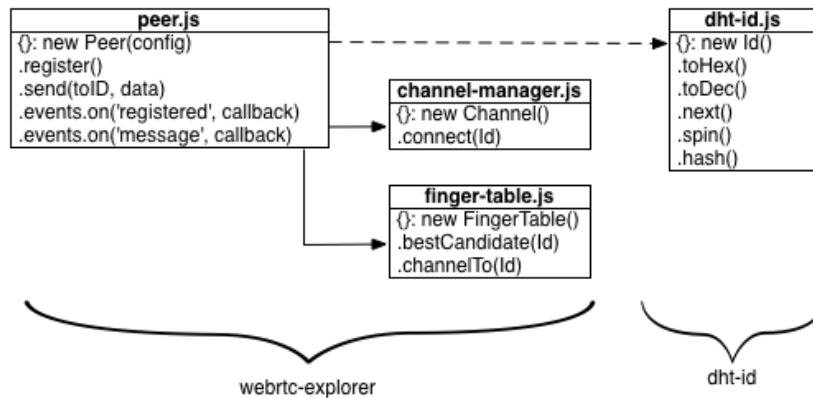 peer.js
{}: new Peer(config)
.register()
.send(toID, data)
.events.on('registered', callback)
.events.on('message', callback)
channel-manager.js
{}: new Channel()
.connect(Id)
finger-table.js
{}: new FingerTable()
.bestCandidate(Id)
.channelTo(Id)
dht-id.js
{}: new Id()
.toHex()
.toDec()
.next()
.spin()
.hash()
webrtc-explorer
dht-id